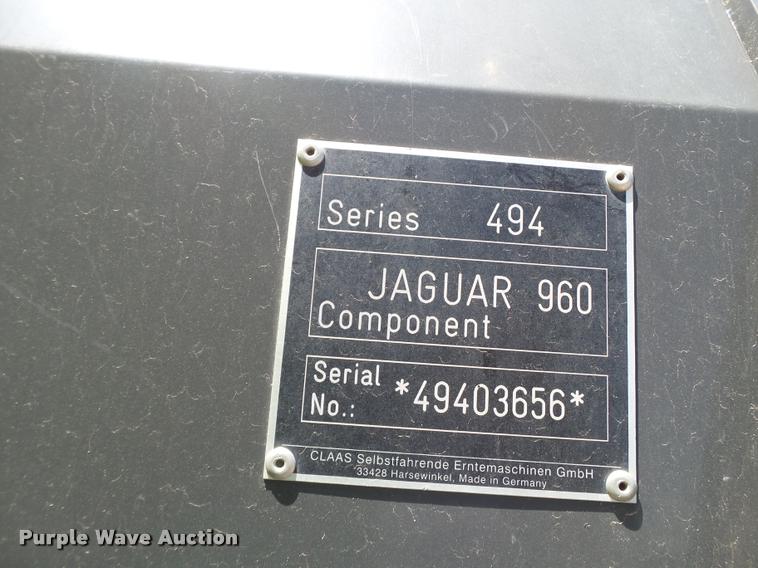 Series 494
JAGUAR 960
Component
Serial
No.: *49403656*
CLAAS Selbstfahrende Erntemaschinen GmbH
33428 Harsewinkel, Made in Germany
Purple Wave Auction